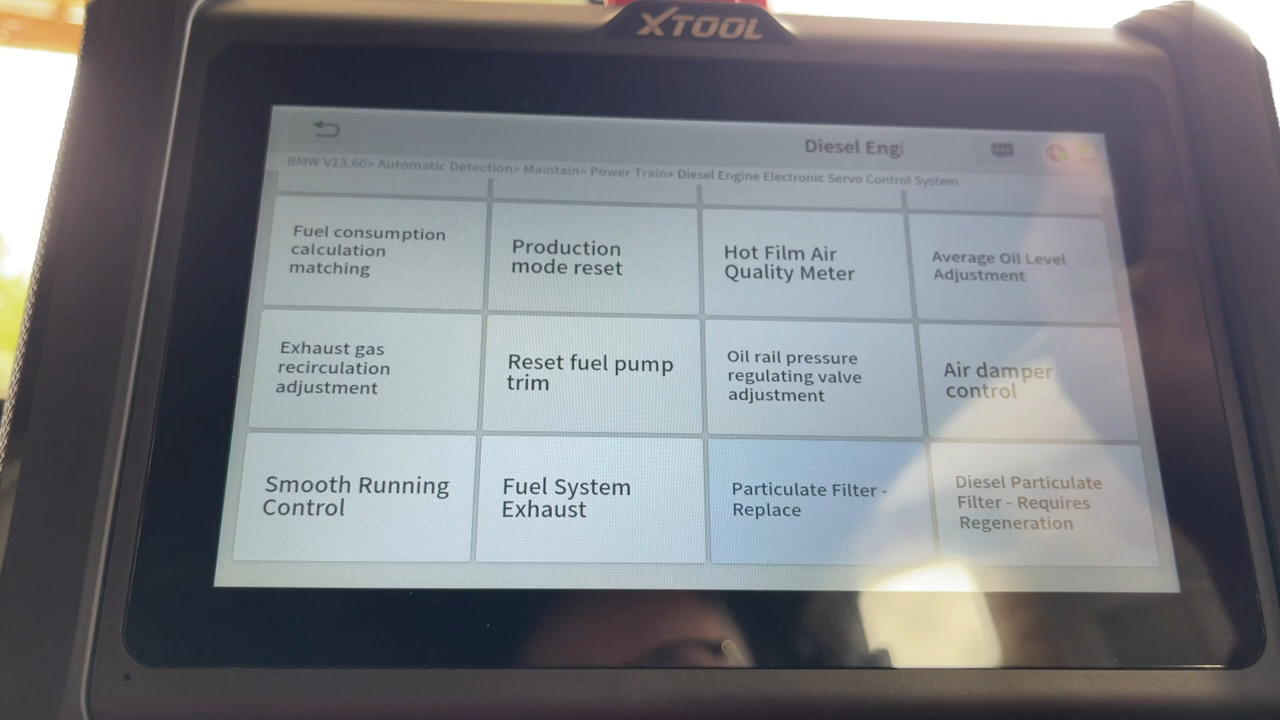 XTOOL
Diesel Engi
BMW V13.60> Automatic Detection> Maintain> Power Train> Diesel Engine Electronic Servo Control System
Fuel consumption
calculation
matching
Production
mode reset
Hot Film Air
Quality Meter
Average Oil Level
Adjustment
Exhaust gas
recirculation
adjustment
Reset fuel pump
trim
Oil rail pressure
regulating valve
adjustment
Air damper
control
Smooth Running
Control
Fuel System
Exhaust
Particulate Filter -
Replace
Diesel Particulate
Filter - Requires
Regeneration